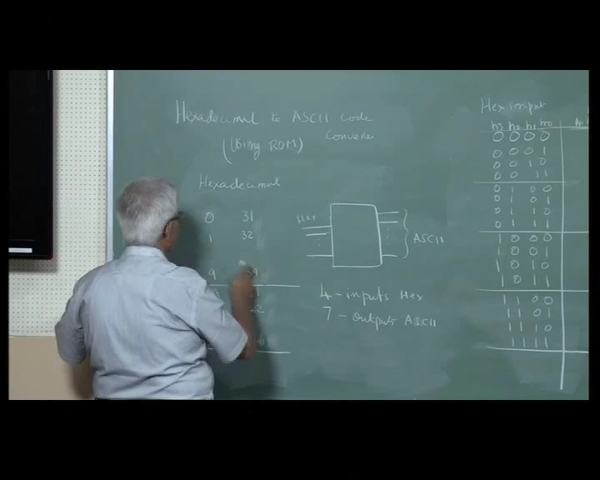 Hexadecimal to ASCII Code
Converter
(Using ROM)
Hexadecimal
0 31
1 32
9
Hex
ASCII
4 - inputs Hex
7 - outputs ASCII
Hex input
h3 h2 h1 h0
0 0 0 0
0 0 0 1
0 0 1 0
0 0 1 1
0 1 0 0
0 1 0 1
0 1 1 0
0 1 1 1
1 0 0 0
1 0 0 1
1 0 1 0
1 0 1 1
1 1 0 0
1 1 0 1
1 1 1 0
1 1 1 1